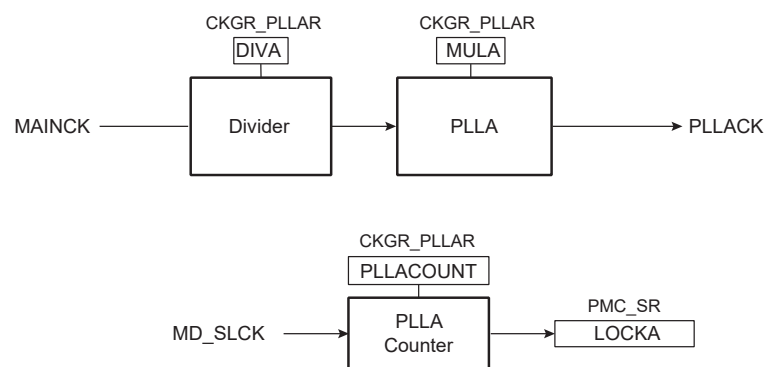 CKGR_PLLAR CKGR_PLLAR
DIVA MULA
MAINCK Divider PLLA PLLACK
CKGR_PLLAR
PLLACOUNT
PMC_SR
MD_SLCK PLLA LOCKA
Counter